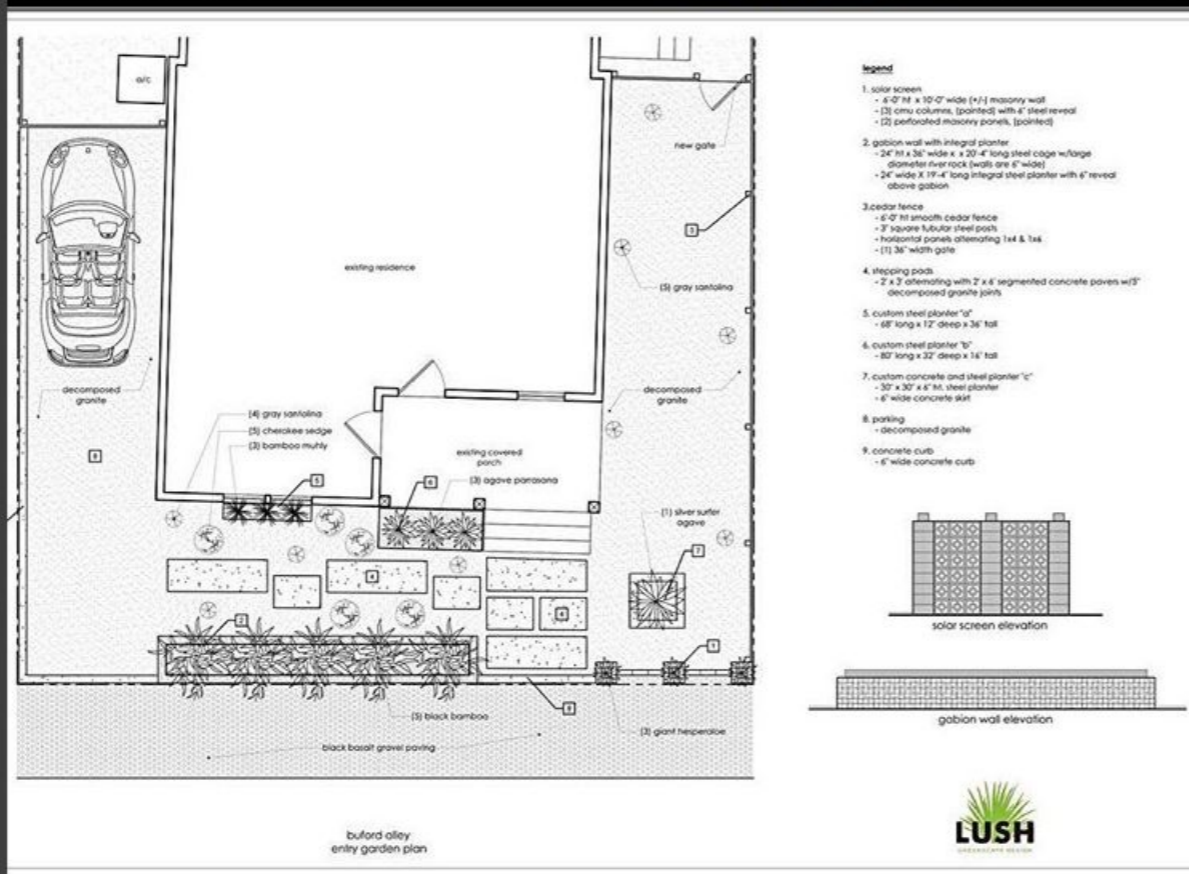 a/c
new gate
3
existing residence
(5) gray santolina
decomposed
granite
decomposed
granite
(4) gray santolina
(5) cherokee sedge
(3) bamboo muhly
8
5
existing covered
porch
6
(3) agave parrasana
(1) silver surfer
agave
7
4
4
2
1
(5) black bamboo
(3) giant hesperaloe
black basalt gravel paving
buford alley
entry garden plan
legend
1. solar screen
- 6'-0" ht x 10'-0" wide (+/-) masonry wall
- (3) cmu columns, (painted) with 6" steel reveal
- (2) perforated masonry panels, (painted)
2. gabion wall with integral planter
- 24" ht x 36" wide x x 20'-4" long steel cage w/large
diameter river rock (walls are 6" wide)
- 24" wide X 19'-4" long integral steel planter with 6" reveal
above gabion
3.cedar fence
- 6'-0" ht smooth cedar fence
- 3" square tubular steel posts
- horizontal panels alternating 1x4 & 1x6
- (1) 36" width gate
4. stepping pads
- 2' x 3' alternating with 2' x 6' segmented concrete pavers w/3"
decomposed granite joints
5. custom steel planter "a"
- 68" long x 12" deep x 36" tall
6. custom steel planter "b"
- 80" long x 32" deep x 16" tall
7. custom concrete and steel planter "c"
- 30" x 30" x 6" ht. steel planter
- 6" wide concrete skirt
8. parking
- decomposed granite
9. concrete curb
- 6" wide concrete curb
solar screen elevation
gabion wall elevation
LUSH